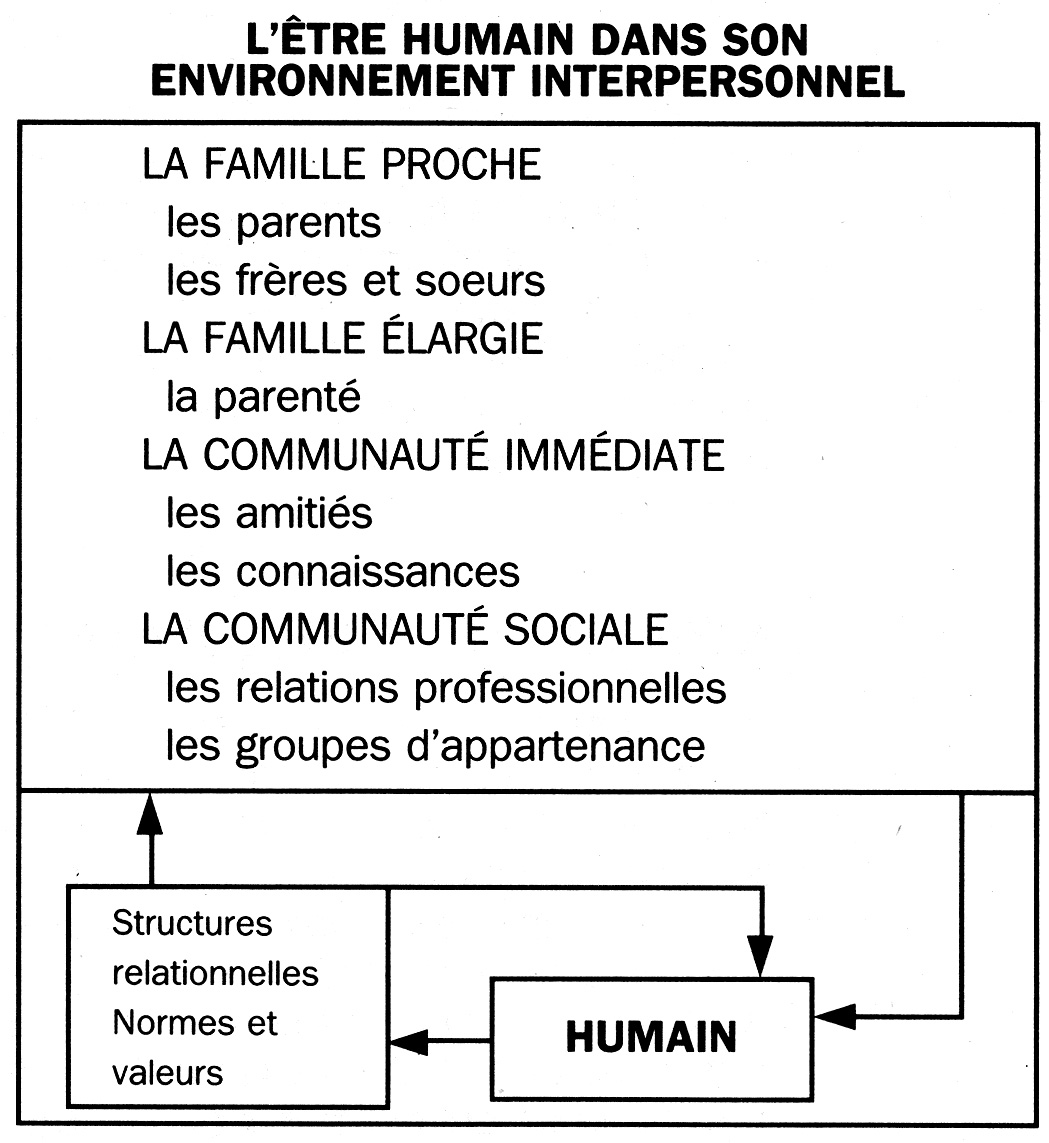 L'ÊTRE HUMAIN DANS SON
ENVIRONNEMENT INTERPERSONNEL
LA FAMILLE PROCHE
les parents
les frères et soeurs
LA FAMILLE ÉLARGIE
la parenté
LA COMMUNAUTÉ IMMÉDIATE
les amitiés
les connaissances
LA COMMUNAUTÉ SOCIALE
les relations professionnelles
les groupes d'appartenance
Structures
relationnelles
Normes et
valeurs
HUMAIN